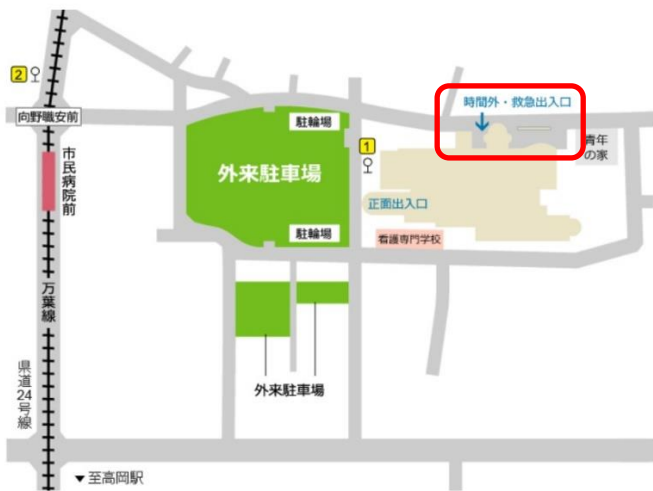 2
時間外・救急出入口
向野職安前
駐輪場
1
青年
の家
市民病院前
外来駐車場
正面出入口
駐輪場
看護専門学校
万葉線
県道24号線
外来駐車場
▼至高岡駅